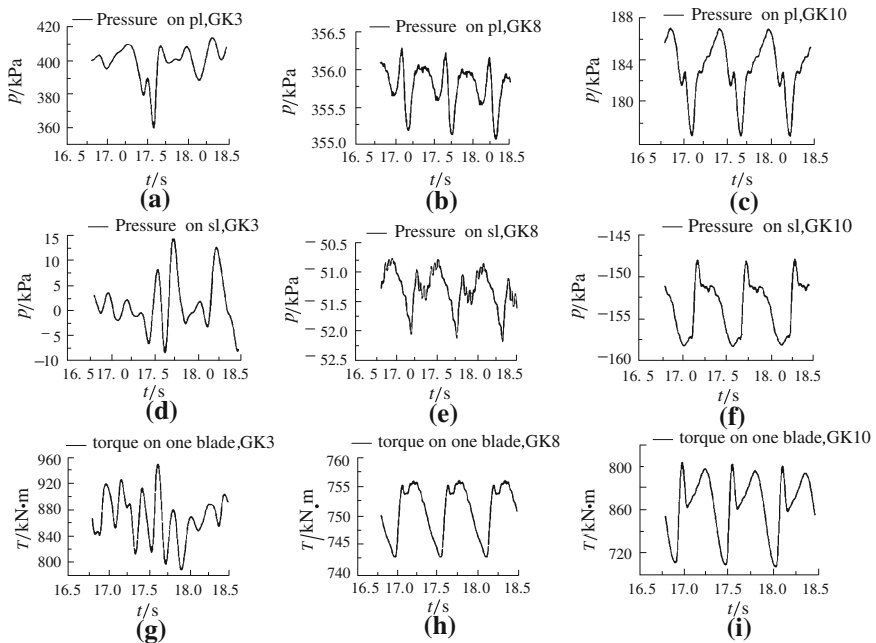 Pressure on pl,GK3
420
400
380
360
p/kPa
16. 5 17. 0 17.5 18.0 18.5
t/s
(a)
Pressure on pl,GK8
356.5
356.0
355.5
355.0
p/kPa
16. 5 17. 0 17.5 18.0 18.5
t/s
(b)
Pressure on pl,GK10
188
184
180
p/kPa
16. 5 17. 0 17. 5 18. 0 18.5
t/s
(c)
Pressure on sl,GK3
15
10
5
0
−5
−10
p/kPa
16. 5 17. 0 17.5 18.0 18.5
t/s
(d)
Pressure on sl,GK8
−50.5
−51.0
−51.5
−52.0
−52.5
p/kPa
16. 5 17. 0 17.5 18.0 18.5
t/s
(e)
Pressure on sl,GK10
−145
−150
−155
−160
p/kPa
16. 5 17. 0 17. 5 18. 0 18.5
t/s
(f)
torque on one blade,GK3
960
920
880
840
800
T/kN•m
16.5 17.0 17.5 18.0 18.5
t/s
(g)
torque on one blade,GK8
760
755
750
745
740
T/kN•m
16.5 17.0 17.5 18.0 18.5
t/s
(h)
torque on one blade,GK10
800
860
720
T/kN•m
16.5 17.0 17.5 18.0 18.5
t/s
(i)